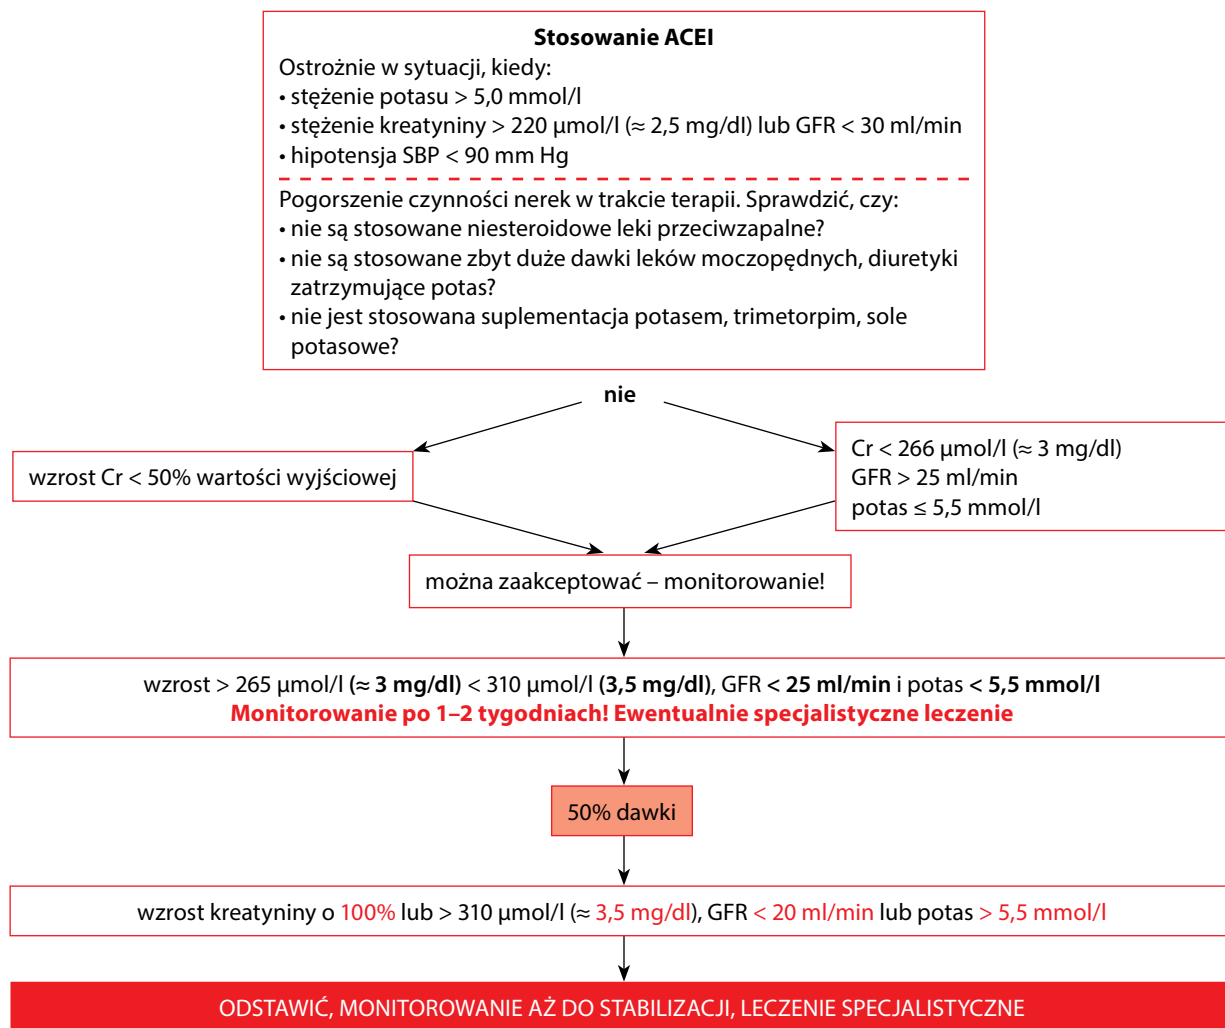 Stosowanie ACEI
Ostrożnie w sytuacji, kiedy:
• stężenie potasu > 5,0 mmol/l
• stężenie kreatyniny > 220 μmol/l (≈ 2,5 mg/dl) lub GFR < 30 ml/min
• hipotensja SBP < 90 mm Hg
Pogorszenie czynności nerek w trakcie terapii. Sprawdzić, czy:
• nie są stosowane niesteroidowe leki przeciwzapalne?
• nie są stosowane zbyt duże dawki leków moczopędnych, diuretyki
zatrzymujące potas?
• nie jest stosowana suplementacja potasem, trimetorpim, sole
potasowe?
nie
wzrost Cr < 50% wartości wyjściowej
Cr < 266 μmol/l (≈ 3 mg/dl)
GFR > 25 ml/min
potas ≤ 5,5 mmol/l
można zaakceptować – monitorowanie!
wzrost > 265 μmol/l (≈ 3 mg/dl) < 310 μmol/l (3,5 mg/dl), GFR < 25 ml/min i potas < 5,5 mmol/l
Monitorowanie po 1–2 tygodniach! Ewentualnie specjalistyczne leczenie
50% dawki
wzrost kreatyniny o 100% lub > 310 μmol/l (≈ 3,5 mg/dl), GFR < 20 ml/min lub potas > 5,5 mmol/l
ODSTAWIĆ, MONITOROWANIE AŻ DO STABILIZACJI, LECZENIE SPECJALISTYCZNE